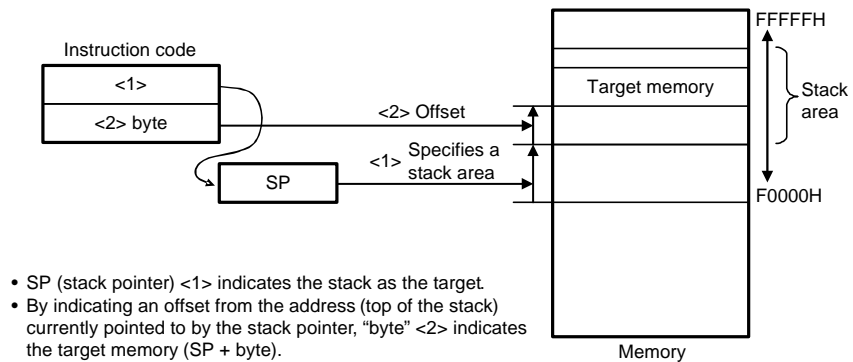 FFFFFH
Instruction code
<1>
Target memory
Stack
area
<2> byte
<2> Offset
<1>
Specifies a
stack area
SP
F0000H
• SP (stack pointer) <1> indicates the stack as the target.
• By indicating an offset from the address (top of the stack)
currently pointed to by the stack pointer, “byte” <2> indicates
the target memory (SP + byte).
Memory